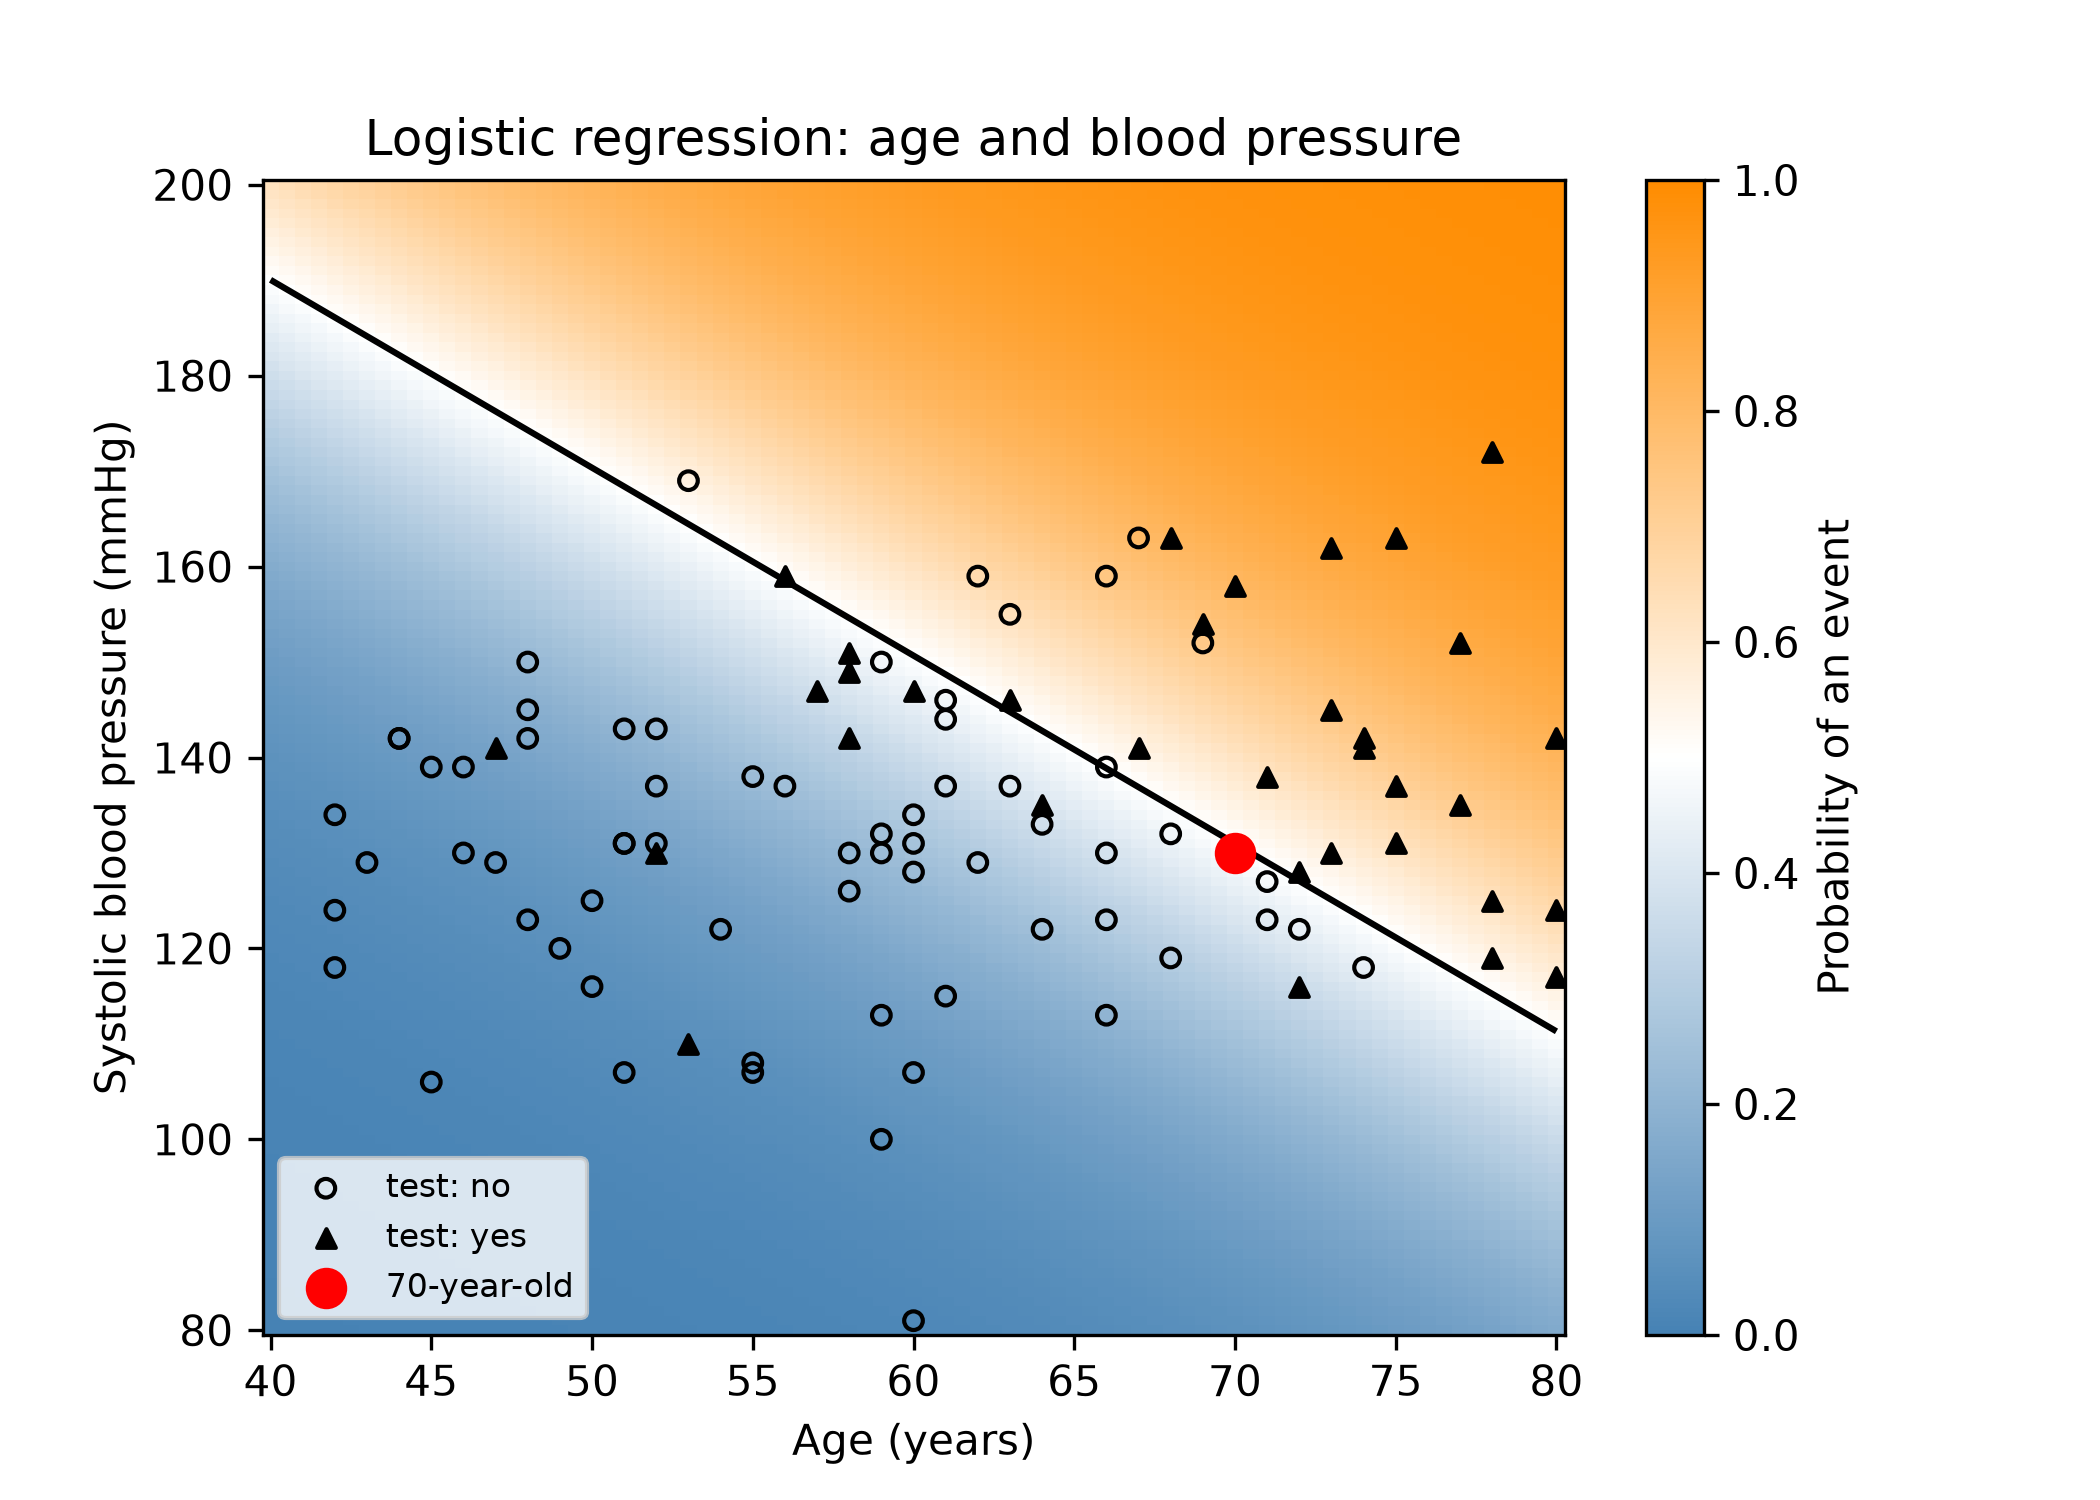 Logistic regression: age and blood pressure
200
180
160
140
120
100
80
Systolic blood pressure (mmHg)
test: no
test: yes
70-year-old
40 45 50 55 60 65 70 75 80
Age (years)
1.0
0.8
0.6
0.4
0.2
0.0
Probability of an event